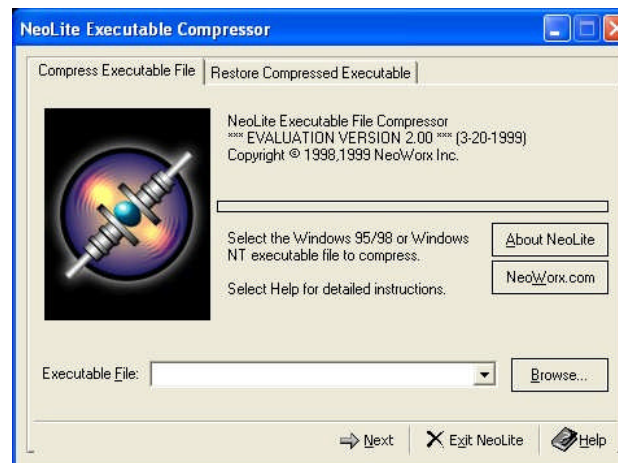 NeoLite Executable Compressor
Compress Executable File
Restore Compressed Executable
NeoLite Executable File Compressor
*** EVALUATION VERSION 2.00 *** (3-20-1999)
Copyright © 1998,1999 NeoWorx Inc.
Select the Windows 95/98 or Windows
NT executable file to compress.
Select Help for detailed instructions.
About NeoLite
NeoWorx.com
Executable File:
Browse...
Next
Exit NeoLite
Help